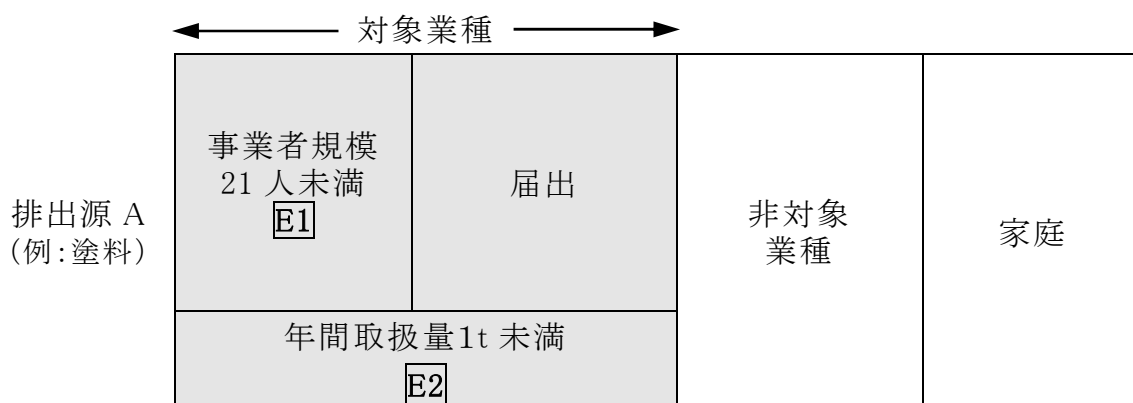 対象業種
事業者規模
21人未満
E1
届出
排出源 A
(例:塗料)
非対象
業種
家庭
年間取扱量1t 未満
E2